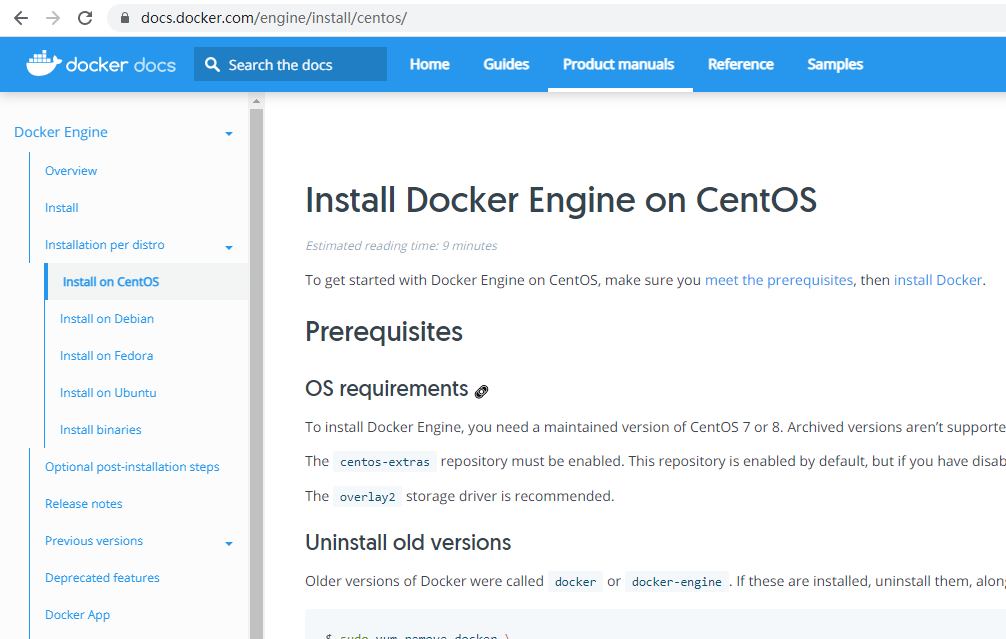 docs.docker.com/engine/install/centos/
docker docs
Search the docs
Home
Guides
Product manuals
Reference
Samples
Docker Engine
Overview
Install
Installation per distro
Install on CentOS
Install on Debian
Install on Fedora
Install on Ubuntu
Install binaries
Optional post-installation steps
Release notes
Previous versions
Deprecated features
Docker App
Install Docker Engine on CentOS
Estimated reading time: 9 minutes
To get started with Docker Engine on CentOS, make sure you meet the prerequisites, then install Docker.
Prerequisites
OS requirements
To install Docker Engine, you need a maintained version of CentOS 7 or 8. Archived versions aren't supporte
The centos-extras repository must be enabled. This repository is enabled by default, but if you have disab
The overlay2 storage driver is recommended.
Uninstall old versions
Older versions of Docker were called docker or docker-engine . If these are installed, uninstall them, alon
$ sudo yum remove docker \